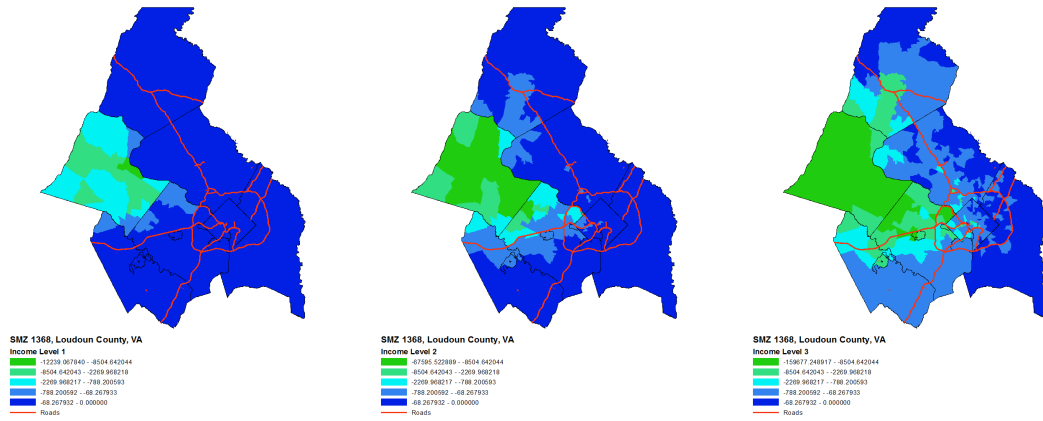 SMZ 1368, Loudoun County, VA
Income Level 1
-12239.067840 - -8504.642044
-8504.642043 - -2269.968218
-2269.968217 - -788.200593
-788.200592 - -68.267933
-68.267932 - 0.000000
Roads
SMZ 1368, Loudoun County, VA
Income Level 2
-67595.522889 - -8504.642044
-8504.642043 - -2269.968218
-2269.968217 - -788.200593
-788.200592 - -68.267933
-68.267932 - 0.000000
Roads
SMZ 1368, Loudoun County, VA
Income Level 3
-159677.248917 - -8504.642044
-8504.642043 - -2269.968218
-2269.968217 - -788.200593
-788.200592 - -68.267933
-68.267932 - 0.000000
Roads